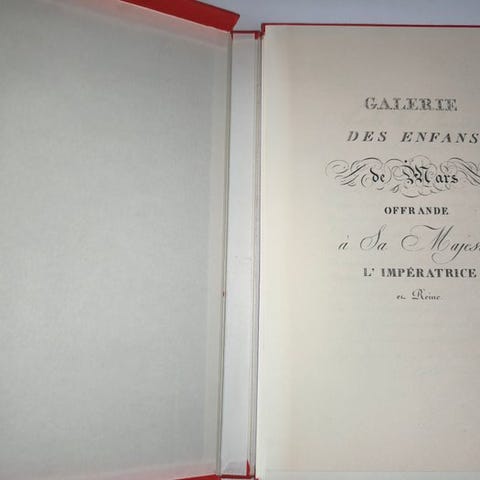 GALERIE
DES ENFANS
de Mars
OFFRANDE
à Sa Majes
L'IMPÉRATRICE
et Reine